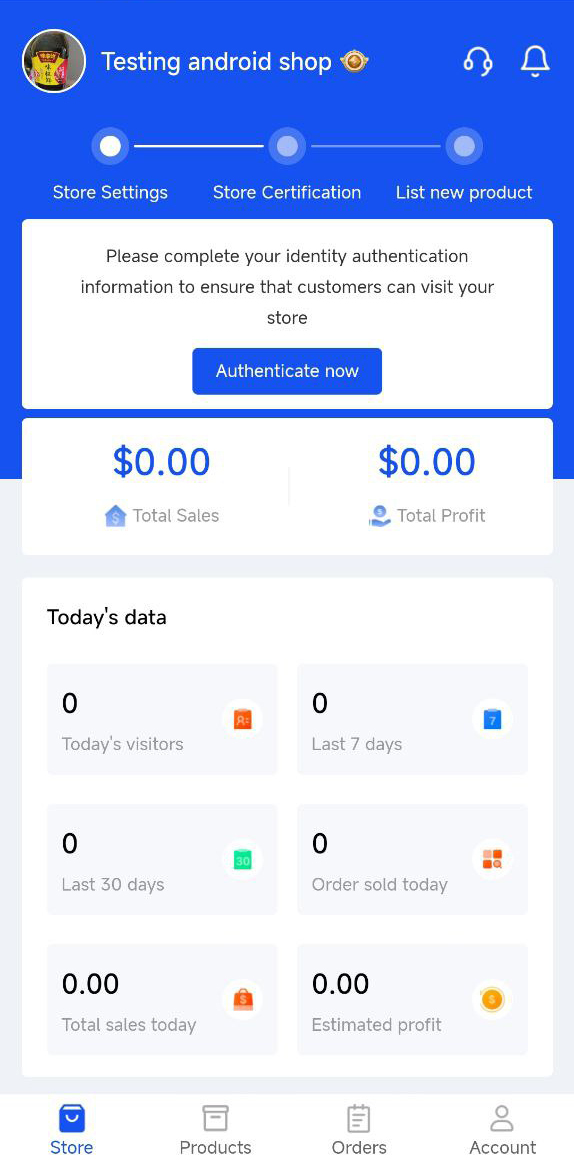 Testing android shop
Store Settings
Store Certification
List new product
Please complete your identity authentication
information to ensure that customers can visit your
store
Authenticate now
$0.00
$0.00
Total Sales
Total Profit
Today's data
0
Today's visitors
0
7
Last 7 days
0
30
Last 30 days
0
Order sold today
0.00
Total sales today
0.00
Estimated profit
Store
Products
Orders
Account